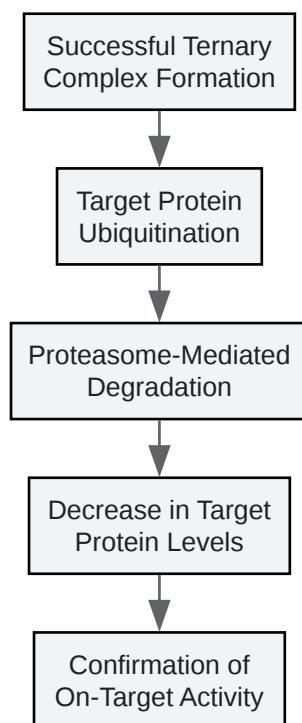 Successful Ternary
Complex Formation
Target Protein
Ubiquitination
Proteasome-Mediated
Degradation
Decrease in Target
Protein Levels
Confirmation of
On-Target Activity